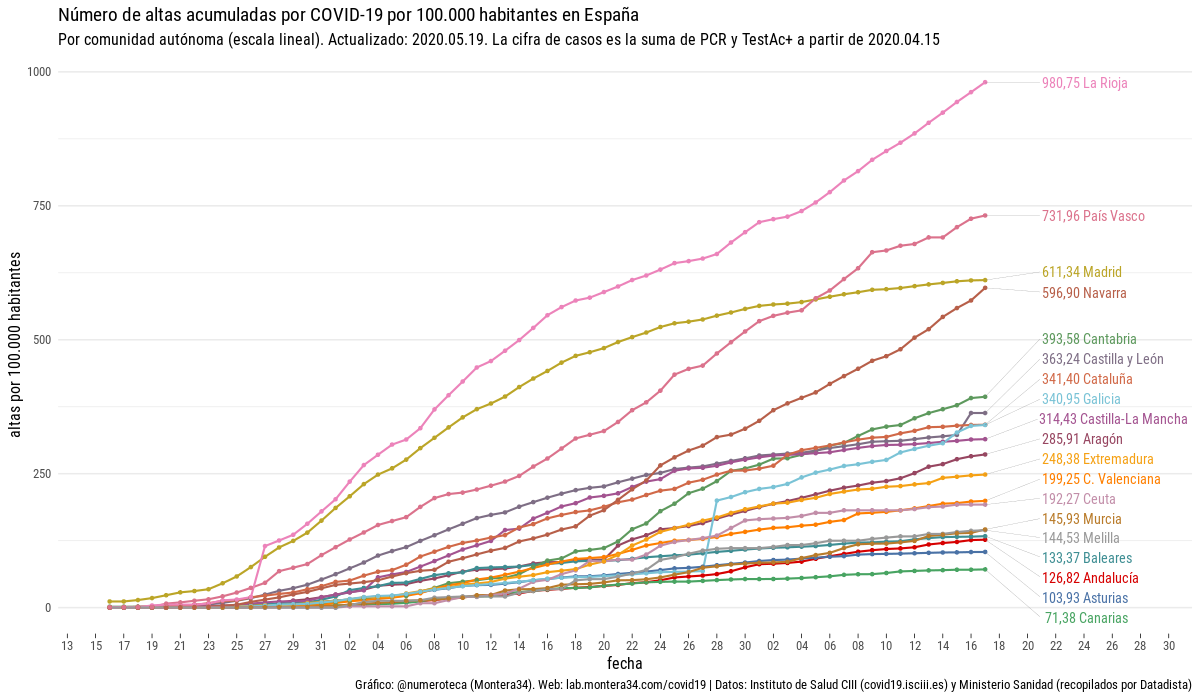 Número de altas acumuladas por COVID-19 por 100.000 habitantes en España
Por comunidad autónoma (escala lineal). Actualizado: 2020.05.19. La cifra de casos es la suma de PCR y TestAc+ a partir de 2020.04.15
altas por 100.000 habitantes
1000
750
500
250
0
980,75 La Rioja
731,96 País Vasco
611,34 Madrid
596,90 Navarra
393,58 Cantabria
363,24 Castilla y León
341,40 Cataluña
340,95 Galicia
314,43 Castilla-La Mancha
285,91 Aragón
248,38 Extremadura
199,25 C. Valenciana
192,27 Ceuta
145,93 Murcia
144,53 Melilla
133,37 Baleares
126,82 Andalucía
103,93 Asturias
71,38 Canarias
13 15 17 19 21 23 25 27 29 31 02 04 06 08 10 12 14 16 18 20 22 24 26 28 30 02 04 06 08 10 12 14 16 18 20 22 24 26 28 30
fecha
Gráfico: @numeroteca (Montera34). Web: lab.montera34.com/covid19 | Datos: Instituto de Salud CIII (covid19.isciii.es) y Ministerio Sanidad (recopilados por Datadista)